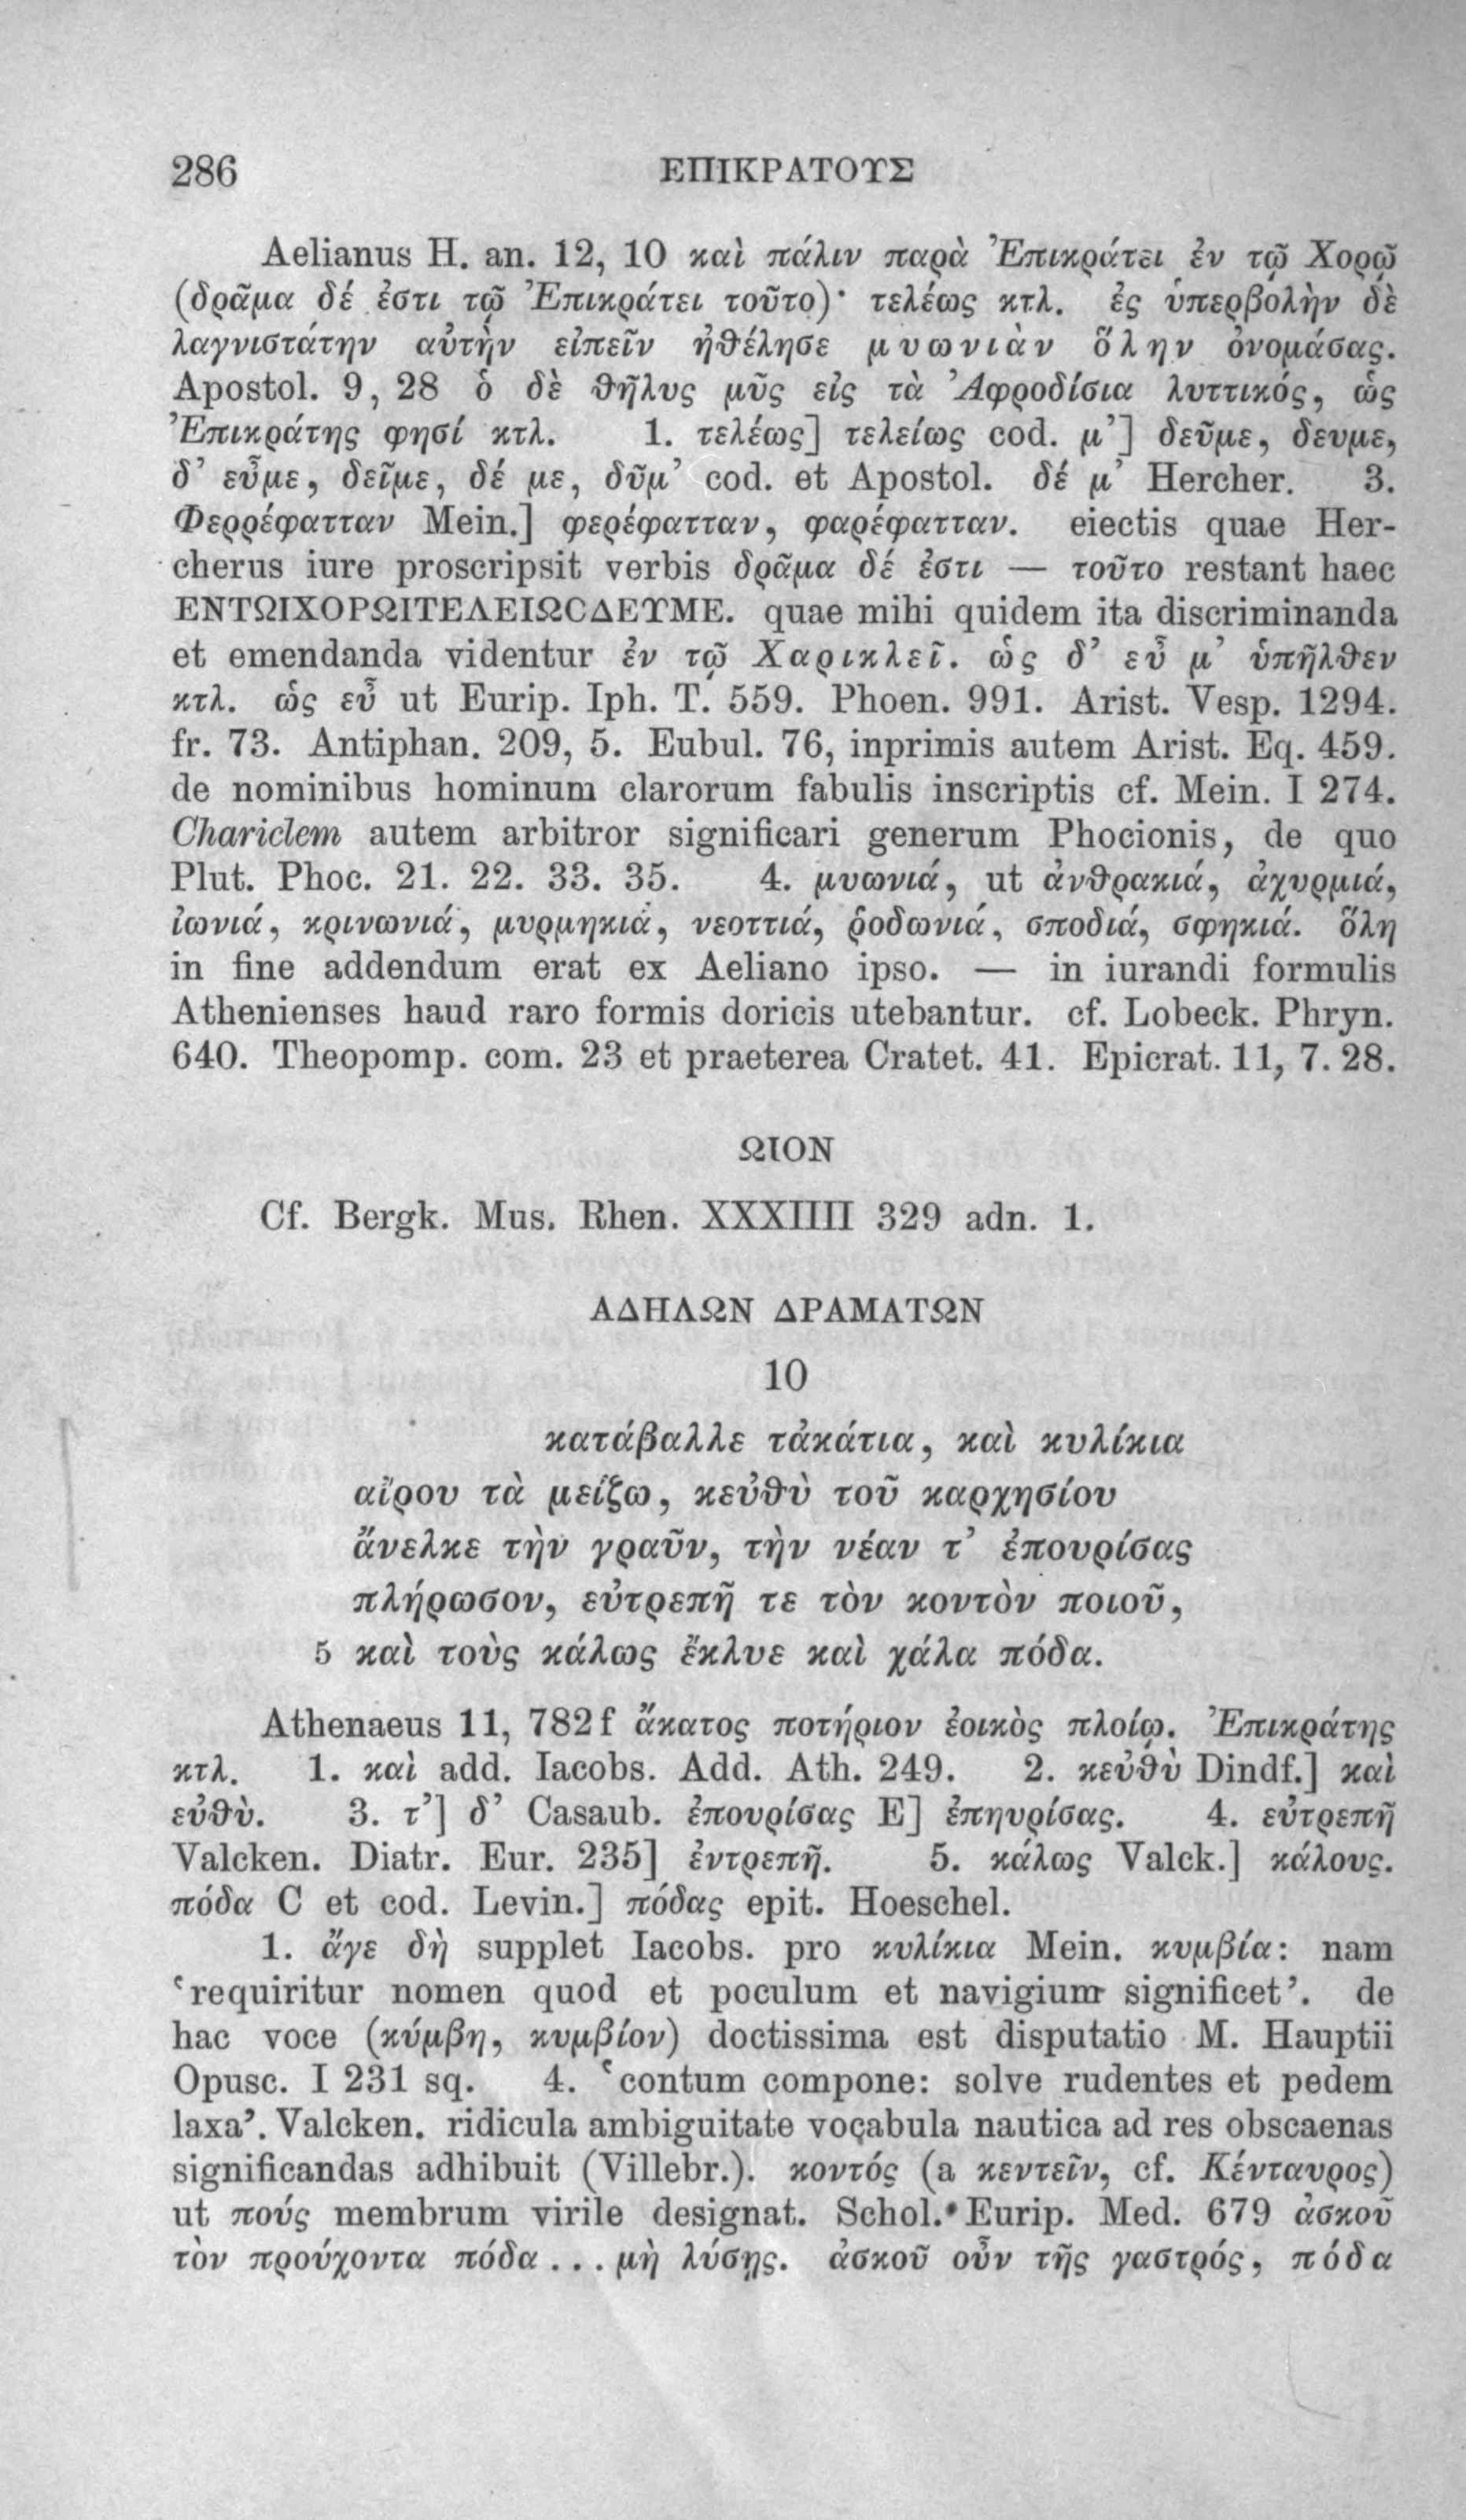 286 ΕΠΙΚΡΑΤΟΥΣ
Aelianus H. an. 12, 10 καὶ πάλιν παρὰ Ἐπικράτει ἐν τῷ Χορῷ
(δρᾶμα δέ ἐστι τῷ Ἐπικράτει τοῦτο)· τελέως κτλ. ἐς ὑπερβολὴν δὲ
λαγνιστάτην αὐτὴν εἰπεῖν ἠθέλησε μυωνιὰν ὅλην ὀνομάσας.
Apostol. 9, 28 ὁ δὲ θῆλυς μῦς εἰς τὰ Ἀφροδίσια λυττικός, ὡς
Ἐπικράτης φησί κτλ. 1. τελέως] τελείως cod. μ’] δεῦμε, δευμε,
δ’ εὖμε, δεῖμε, δέ με, δῦμ’ cod. et Apostol. δέ μ’ Hercher. 3.
Φερρέφατταν Mein.] φερέφατταν, φαρέφατταν. eiectis quae Her-
cherus iure proscripsit verbis δρᾶμα δέ ἐστι — τοῦτο restant haec
ΕΝΤΩΙΧΟΡΩΙΤΕΛΕΙΩCΔΕΥΜΕ. quae mihi quidem ita discriminanda
et emendanda videntur ἐν τῷ Χαρικλεῖ. ὡς δ’ εὖ μ’ ὑπῆλθεν
κτλ. ὡς εὖ ut Eurip. Iph. T. 559. Phoen. 991. Arist. Vesp. 1294.
fr. 73. Antiphan. 209, 5. Eubul. 76, inprimis autem Arist. Eq. 459.
de nominibus hominum clarorum fabulis inscriptis cf. Mein. I 274.
Chariclem autem arbitror significari generum Phocionis, de quo
Plut. Phoc. 21. 22. 33. 35. 4. μυωνιά, ut ἀνθρακιά, ἀχυρμιά,
ἰωνιά, κρινωνιά, μυρμηκιά, νεοττιά, ῥοδωνιά, σποδιά, σφηκιά. ὅλη
in fine addendum erat ex Aeliano ipso. — in iurandi formulis
Athenienses haud raro formis doricis utebantur. cf. Lobeck. Phryn.
640. Theopomp. com. 23 et praeterea Cratet. 41. Epicrat. 11, 7. 28.
ΩΙΟΝ
Cf. Bergk. Mus. Rhen. XXXIIII 329 adn. 1.
ΑΔΗΛΩΝ ΔΡΑΜΑΤΩΝ
10
κατάβαλλε τἀκάτια, καὶ κυλίκια
αἴρου τὰ μείζω, κεὐθὺ τοῦ καρχησίου
ἄνελκε τὴν γραῦν, τὴν νέαν τ’ ἐπουρίσας
πλήρωσον, εὐτρεπῆ τε τὸν κοντὸν ποιοῦ,
5 καὶ τοὺς κάλως ἔκλυε καὶ χάλα πόδα.
Athenaeus 11, 782 f ἄκατος ποτήριον ἐοικὸς πλοίῳ. Ἐπικράτης
κτλ. 1. καὶ add. Iacobs. Add. Ath. 249. 2. κεὐθὺ Dindf.] καὶ
εὐθὺ. 3. τ’] δ’ Casaub. ἐπουρίσας E] ἐπηυρίσας. 4. εὐτρεπῆ
Valcken. Diatr. Eur. 235] ἐντρεπῆ. 5. κάλως Valck.] κάλους.
πόδα C et cod. Levin.] πόδας epit. Hoeschel.
1. ἄγε δὴ supplet Iacobs. pro κυλίκια Mein. κυμβία: nam
‘requiritur nomen quod et poculum et navigium significet’. de
hac voce (κύμβη, κυμβίον) doctissima est disputatio M. Hauptii
Opusc. I 231 sq. 4. ‘contum compone: solve rudentes et pedem
laxa’. Valcken. ridicula ambiguitate vocabula nautica ad res obscaenas
significandas adhibuit (Villebr.). κοντός (a κεντεῖν, cf. Κένταυρος)
ut πούς membrum virile designat. Schol. Eurip. Med. 679 ἀσκοῦ
τὸν προύχοντα πόδα . . . μὴ λύσῃς. ἀσκοῦ οὖν τῆς γαστρός, πόδα